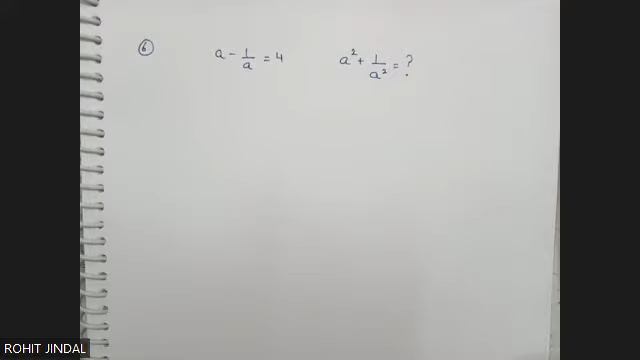 ⑥ a - 1/a = 4 a² + 1/a² = ?
ROHIT JINDAL